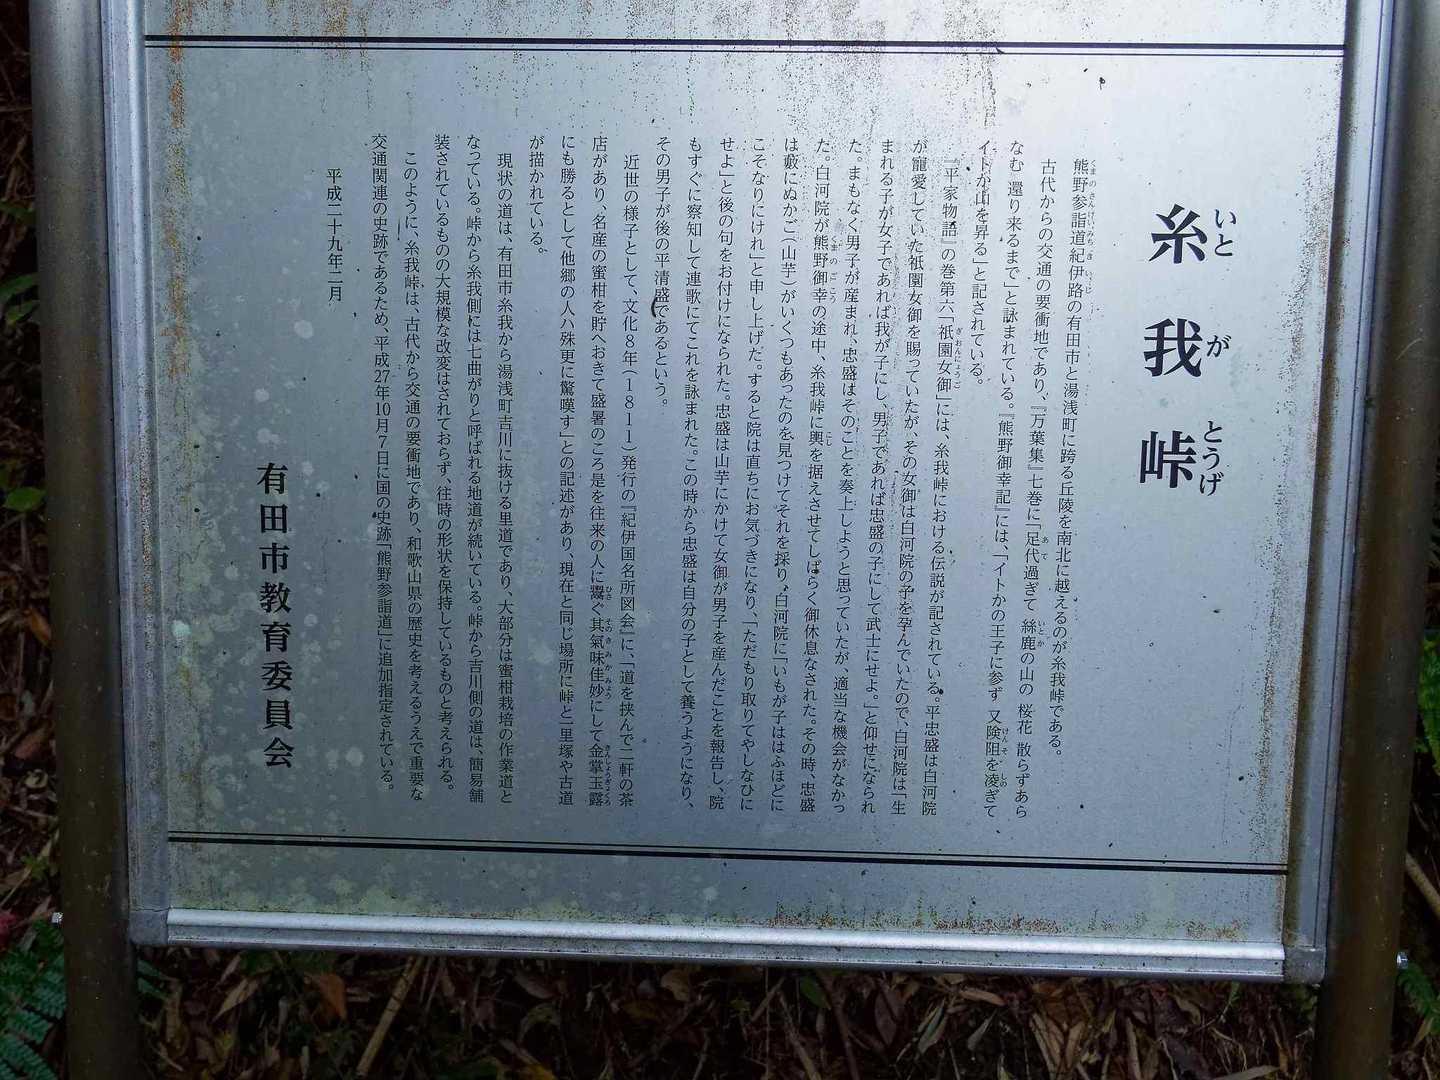 糸我峠
いとがとうげ
熊野参詣道紀伊路の有田市と湯浅町に跨る丘陵を南北に越えるのが糸我峠である。
古代からの交通の要衝地であり、『万葉集』七巻に「足代過ぎて 絲鹿の山の 桜花 散らずあら
なむ 還り来るまで」と詠まれている。『熊野御幸記』には、「イトカの王子に参ず 又険阻を凌ぎて
イトカ山を昇る」と記されている。
『平家物語』の巻第六「祇園女御」には、糸我峠における伝説が記されている。平忠盛は白河院
が寵愛していた祇園女御を賜っていたが、その女御は白河院の子を孕んでいたので、白河院は「生
まれる子が女子であれば我が子にし、男子であれば忠盛の子にして武士にせよ。」と仰せになられ
た。まもなく男子が産まれ、忠盛はそのことを奏上しようと思っていたが、適当な機会がなかっ
た。白河院が熊野御幸の途中、糸我峠に輿を据えさせてしばらく御休息なされた。その時、忠盛
は藪にぬかご(山芋)がいくつもあったのを見つけてそれを採り、白河院に「いもが子ははふほどに
こそなりにけれ」と申し上げた。すると院は直ちにお気づきになり、「ただもり取りてやしなひに
せよ」と後の句をお付けになられた。忠盛は山芋にかけて女御が男子を産んだことを報告し、院
もすぐに察知して連歌にてこれを詠まれた。この時から忠盛は自分の子として養うようになり、
その男子が後の平清盛であるという。
近世の様子として、文化8年(1811)発行の『紀伊国名所図会』に、「道を挟んで二軒の茶
店があり、名産の蜜柑を貯へおきて盛暑のころ是を往来の人に鬻ぐ其氣味佳妙にして金掌玉露
にも勝るとして他郷の人ハ殊更に驚嘆す」との記述があり、現在と同じ場所に峠と一里塚や古道
が描かれている。
現状の道は、有田市糸我から湯浅町吉川に抜ける里道であり、大部分は蜜柑栽培の作業道と
なっている。峠から糸我側には七曲がりと呼ばれる地道が続いている。峠から吉川側の道は、簡易舗
装されているものの大規模な改変はされておらず、往時の形状を保持しているものと考えられる。
このように、糸我峠は、古代から交通の要衝地であり、和歌山県の歴史を考えるうえで重要な
交通関連の史跡であるため、平成27年10月7日に国の史跡「熊野参詣道」に追加指定されている。
平成二十九年二月
有田市教育委員会